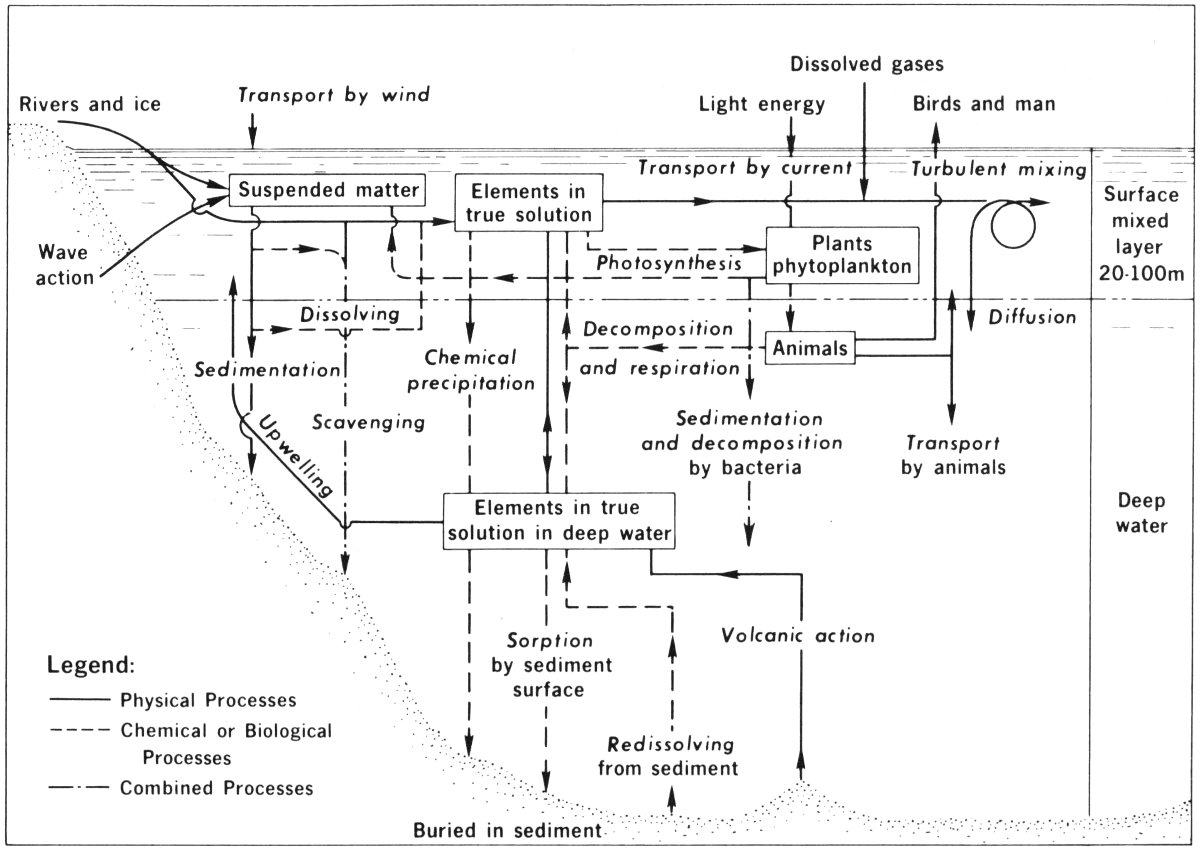 Dissolved gases
Rivers and ice
Transport by wind
Light energy
Birds and man
Suspended matter
Elements in
true solution
Transport by current
Turbulent mixing
Surface
mixed
layer
20-100m
Wave
action
Photosynthesis
Plants
phytoplankton
Dissolving
Diffusion
Sedimentation
Chemical
precipitation
Decomposition
and respiration
Animals
Scavenging
Upwelling
Sedimentation
and decomposition
by bacteria
Transport
by animals
Elements in true
solution in deep water
Deep
water
Sorption
by sediment
surface
Volcanic action
Redissolving
from sediment
Legend:
Physical Processes
Chemical or Biological
Processes
Combined Processes
Buried in sediment